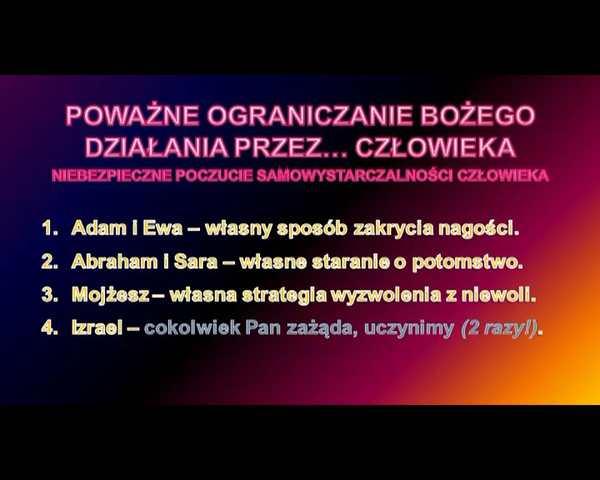 POWAŻNE OGRANICZANIE BOŻEGO
DZIAŁANIA PRZEZ... CZŁOWIEKA
NIEBEZPIECZNE POCZUCIE SAMOWYSTARCZALNOŚCI CZŁOWIEKA
1. Adam i Ewa – własny sposób zakrycia nagości.
2. Abraham i Sara – własne staranie o potomstwo.
3. Mojżesz – własna strategia wyzwolenia z niewoli.
4. Izrael – cokolwiek Pan zażąda, uczynimy (2 razy!).